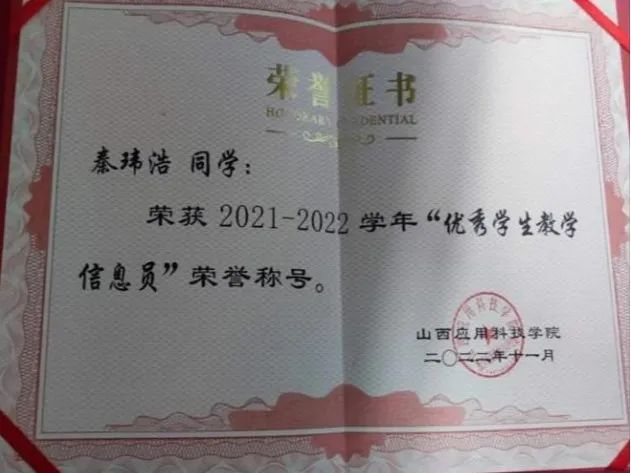 荣誉证书
HONORARY CREDENTIAL
秦玮浩 同学：
荣获 2021-2022 学年“优秀学生教学
信息员”荣誉称号。
山西应用科技学院
二〇二二年十一月